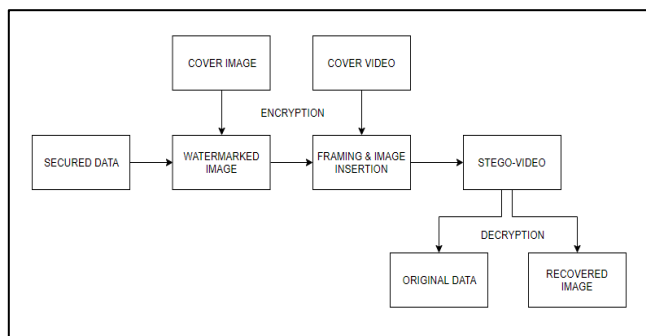 COVER IMAGE
COVER VIDEO
ENCRYPTION
SECURED DATA
WATERMARKED
IMAGE
FRAMING & IMAGE
INSERTION
STEGO-VIDEO
DECRYPTION
ORIGINAL DATA
RECOVERED
IMAGE